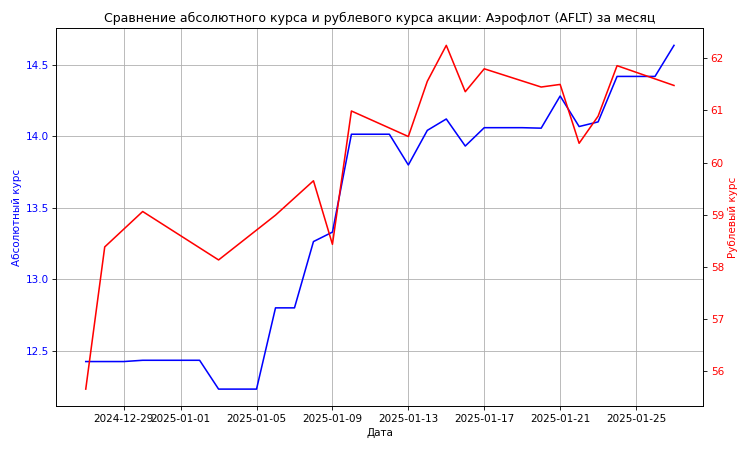 Сравнение абсолютного курса и рублевого курса акции: Аэрофлот (AFLT) за месяц
14.5
14.0
13.5
13.0
12.5
Абсолютный курс
62
61
60
59
58
57
56
Рублевый курс
2024-12-29 2025-01-01 2025-01-05 2025-01-09 2025-01-13 2025-01-17 2025-01-21 2025-01-25
Дата